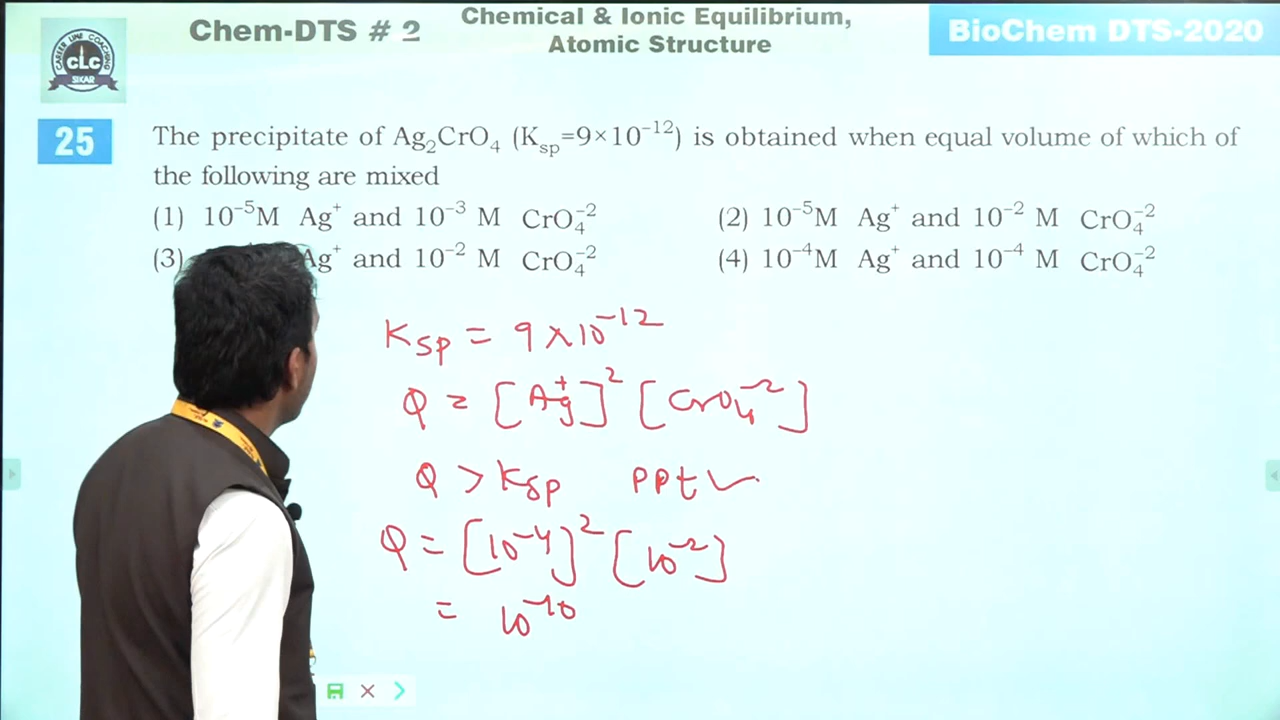 Chem-DTS # 2
Chemical & Ionic Equilibrium,
Atomic Structure
BioChem DTS-2020
CAREER LINE COACHING
CLC
SIKAR
25
The precipitate of Ag₂CrO₄ (Kₛₚ=9×10⁻¹²) is obtained when equal volume of which of
the following are mixed
(1) 10⁻⁵M Ag⁺ and 10⁻³ M CrO₄⁻²
(2) 10⁻⁵M Ag⁺ and 10⁻² M CrO₄⁻²
(3) Ag⁺ and 10⁻² M CrO₄⁻²
(4) 10⁻⁴M Ag⁺ and 10⁻⁴ M CrO₄⁻²
Ksp = 9×10⁻¹²
Q = [Ag⁺]² [CrO₄⁻²]
Q > Ksp ppt ✓
Q = [10⁻⁴]² [10⁻²]
= 10⁻¹⁰